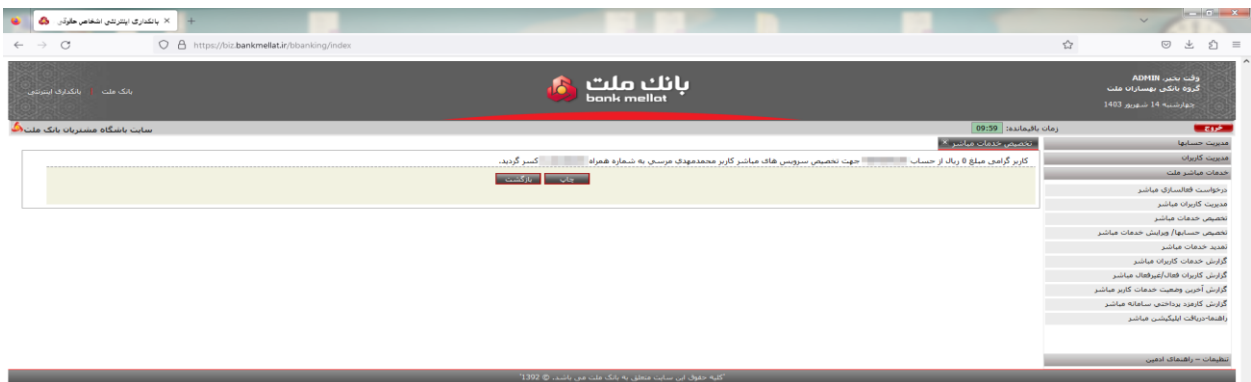 بانکداری اینترنتی اشخاص حقوقی
https://biz.bankmellat.ir/bbanking/index
وقت بخیر، ADMIN
گروه بانکی بهسازان ملت
چهارشنبه 14 شهریور 1403
بانک ملت
bank mellat
بانک ملت | بانکداری اینترنتی
خروج
زمان باقیمانده: 09:59
سایت باشگاه مشتریان بانک ملت
مدیریت حسابها
مدیریت کاربران
خدمات مباشر ملت
درخواست فعالسازی مباشر
مدیریت کاربران مباشر
تخصیص خدمات مباشر
تخصیص حسابها/ ویرایش خدمات مباشر
تمدید خدمات مباشر
گزارش خدمات کاربران مباشر
گزارش کاربران فعال/غیرفعال مباشر
گزارش آخرین وضعیت خدمات کاربر مباشر
گزارش کارمزد پرداختی سامانه مباشر
راهنما-دریافت اپلیکیشن مباشر
تنظیمات – راهنمای ادمین
تخصیص خدمات مباشر
کاربر گرامی مبلغ 0 ریال از حساب جهت تخصیص سرویس های مباشر کاربر محمدمهدی مرسی به شماره همراه کسر گردید.
چاپ بازگشت
'کلیه حقوق این سایت متعلق به بانک ملت می باشد. © 1392'